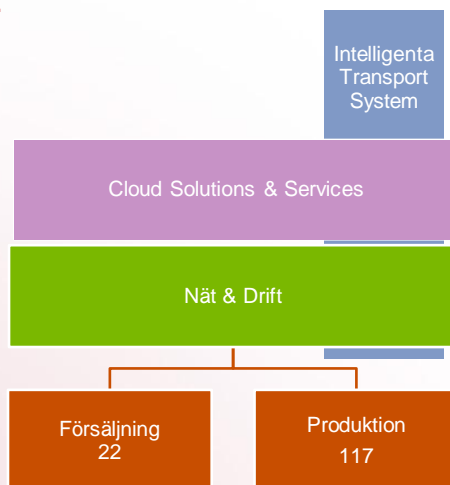 Intelligenta
Transport
System
Cloud Solutions & Services
Nät & Drift
Försäljning
22
Produktion
117